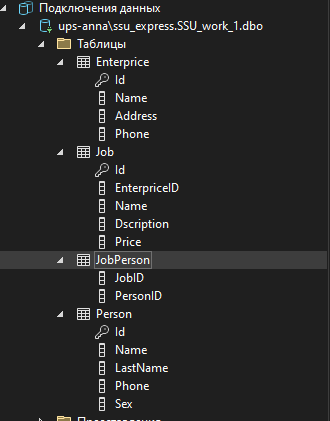 Подключения данных
ups-anna\ssu_express.SSU_work_1.dbo
Таблицы
Enterprice
Id
Name
Address
Phone
Job
Id
EnterpriceID
Name
Dscription
Price
JobPerson
JobID
PersonID
Person
Id
Name
LastName
Phone
Sex